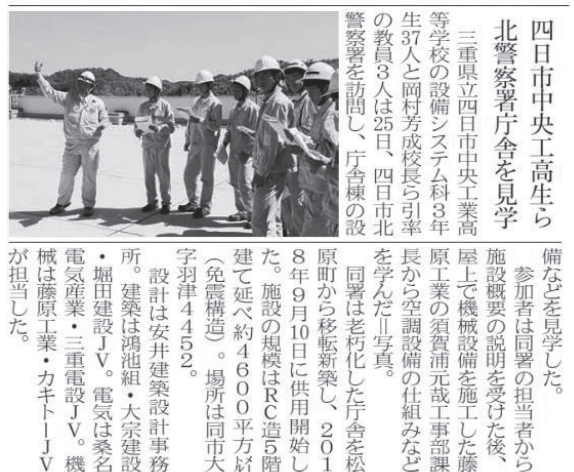 四日市中央工高生ら
北警察署庁舎を見学
三重県立四日市中央工業高
等学校の設備システム科3年
生37人と岡村芳成校長ら引率
の教員3人は25日、四日市北
警察署を訪問し、庁舎棟の設
備などを見学した。
参加者は同署の担当者から
施設概要の説明を受けた後、
屋上で機械設備を施工した藤
原工業の須賀浦元哉工事部課
長から空調設備の仕組みなど
を学んだ＝写真。
同署は老朽化した庁舎を松
原町から移転新築し、201
8年9月10日に供用開始し
た。施設の規模はRC造5階
建て延べ約4600平方㍍
（免震構造）。場所は同市大
字羽津4452。
設計は安井建築設計事務
所。建築は鴻池組・大宗建設
・堀田建設JV。電気は桑名
電気産業・三重電設JV。機
械は藤原工業・カキトーJV
が担当した。